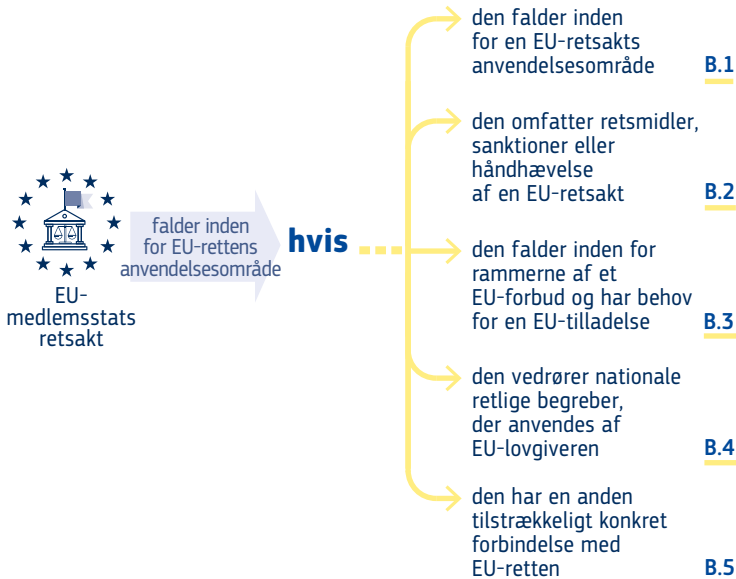 EU-
medlemsstats
retsakt
falder inden
for EU-rettens
anvendelsesområde
hvis
den falder inden
for en EU-retsakts
anvendelsesområde B.1
den omfatter retsmidler,
sanktioner eller
håndhævelse
af en EU-retsakt B.2
den falder inden for
rammerne af et
EU-forbud og har behov
for en EU-tilladelse B.3
den vedrører nationale
retlige begreber,
der anvendes af
EU-lovgiveren B.4
den har en anden
tilstrækkeligt konkret
forbindelse med
EU-retten B.5